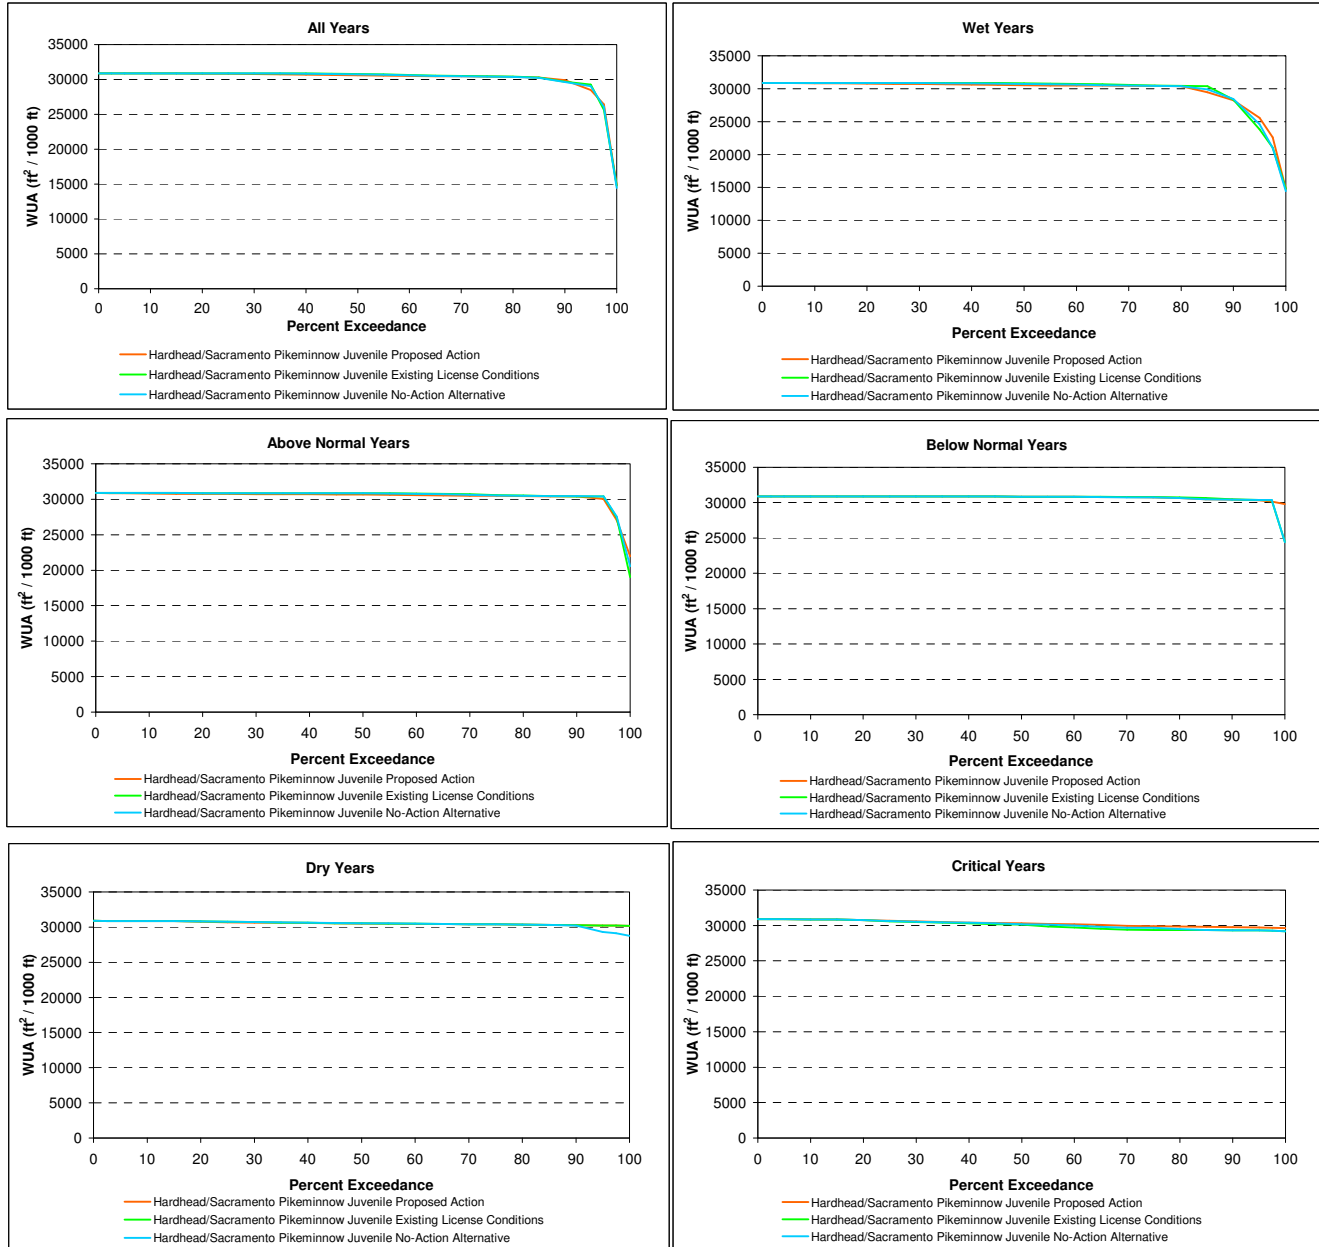 All Years
35000
30000
25000
20000
15000
10000
5000
0
WUA (ft² / 1000 ft)
0 10 20 30 40 50 60 70 80 90 100
Percent Exceedance
Hardhead/Sacramento Pikeminnow Juvenile Proposed Action
Hardhead/Sacramento Pikeminnow Juvenile Existing License Conditions
Hardhead/Sacramento Pikeminnow Juvenile No-Action Alternative
Wet Years
35000
30000
25000
20000
15000
10000
5000
0
WUA (ft² / 1000 ft)
0 10 20 30 40 50 60 70 80 90 100
Percent Exceedance
Hardhead/Sacramento Pikeminnow Juvenile Proposed Action
Hardhead/Sacramento Pikeminnow Juvenile Existing License Conditions
Hardhead/Sacramento Pikeminnow Juvenile No-Action Alternative
Above Normal Years
35000
30000
25000
20000
15000
10000
5000
0
WUA (ft² / 1000 ft)
0 10 20 30 40 50 60 70 80 90 100
Percent Exceedance
Hardhead/Sacramento Pikeminnow Juvenile Proposed Action
Hardhead/Sacramento Pikeminnow Juvenile Existing License Conditions
Hardhead/Sacramento Pikeminnow Juvenile No-Action Alternative
Below Normal Years
35000
30000
25000
20000
15000
10000
5000
0
WUA (ft² / 1000 ft)
0 10 20 30 40 50 60 70 80 90 100
Percent Exceedance
Hardhead/Sacramento Pikeminnow Juvenile Proposed Action
Hardhead/Sacramento Pikeminnow Juvenile Existing License Conditions
Hardhead/Sacramento Pikeminnow Juvenile No-Action Alternative
Dry Years
35000
30000
25000
20000
15000
10000
5000
0
WUA (ft² / 1000 ft)
0 10 20 30 40 50 60 70 80 90 100
Percent Exceedance
Hardhead/Sacramento Pikeminnow Juvenile Proposed Action
Hardhead/Sacramento Pikeminnow Juvenile Existing License Conditions
Hardhead/Sacramento Pikeminnow Juvenile No-Action Alternative
Critical Years
35000
30000
25000
20000
15000
10000
5000
0
WUA (ft² / 1000 ft)
0 10 20 30 40 50 60 70 80 90 100
Percent Exceedance
Hardhead/Sacramento Pikeminnow Juvenile Proposed Action
Hardhead/Sacramento Pikeminnow Juvenile Existing License Conditions
Hardhead/Sacramento Pikeminnow Juvenile No-Action Alternative